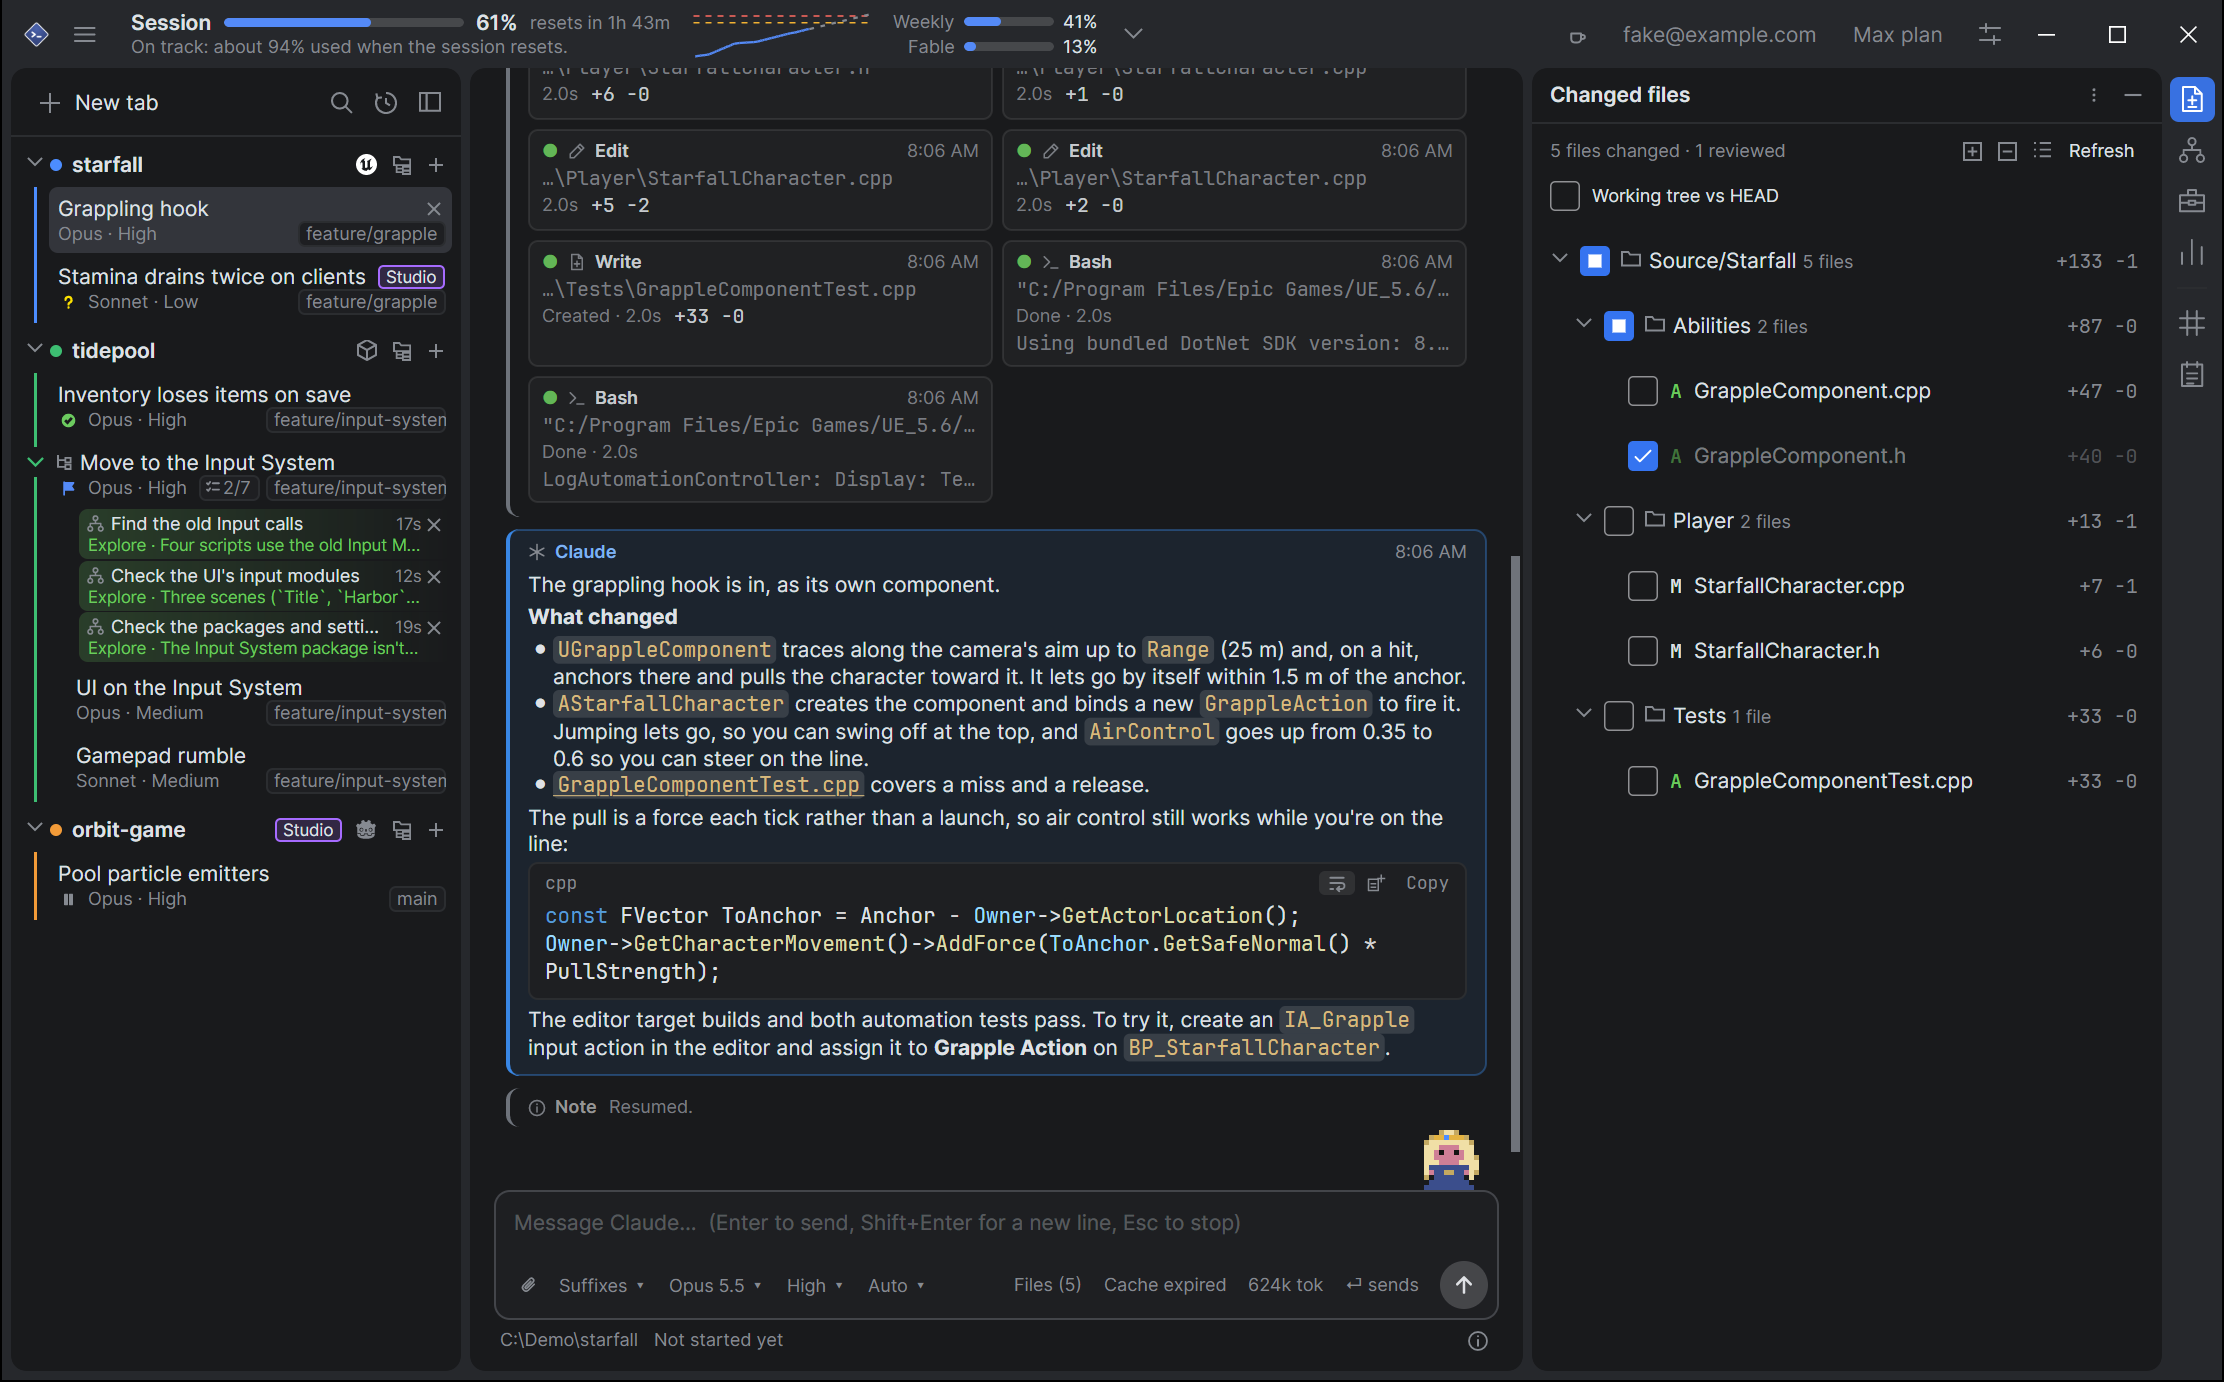 Session 61% resets in 1h 43m
On track: about 94% used when the session resets.
Weekly 41%
Fable 13%
fake@example.com Max plan
New tab
starfall
Grappling hook
Opus · High feature/grapple
Stamina drains twice on clients Studio
? Sonnet · Low feature/grapple
tidepool
Inventory loses items on save
Opus · High feature/input-system
Move to the Input System
Opus · High 2/7 feature/input-system
Find the old Input calls 17s
Explore · Four scripts use the old Input M...
Check the UI's input modules 12s
Explore · Three scenes (`Title`, `Harbor`...
Check the packages and setti... 19s
Explore · The Input System package isn't...
UI on the Input System
Opus · Medium feature/input-system
Gamepad rumble
Sonnet · Medium feature/input-system
orbit-game Studio
Pool particle emitters
Opus · High main
…\Player\StarfallCharacter.h
2.0s +6 -0
…\Player\StarfallCharacter.cpp
2.0s +1 -0
Edit 8:06 AM
…\Player\StarfallCharacter.cpp
2.0s +5 -2
Edit 8:06 AM
…\Player\StarfallCharacter.cpp
2.0s +2 -0
Write 8:06 AM
…\Tests\GrappleComponentTest.cpp
Created · 2.0s +33 -0
Bash 8:06 AM
"C:/Program Files/Epic Games/UE_5.6/…
Done · 2.0s
Using bundled DotNet SDK version: 8.…
Bash 8:06 AM
"C:/Program Files/Epic Games/UE_5.6/…
Done · 2.0s
LogAutomationController: Display: Te…
Claude 8:06 AM
The grappling hook is in, as its own component.
What changed
• UGrappleComponent traces along the camera's aim up to Range (25 m) and, on a hit,
anchors there and pulls the character toward it. It lets go by itself within 1.5 m of the anchor.
• AStarfallCharacter creates the component and binds a new GrappleAction to fire it.
Jumping lets go, so you can swing off at the top, and AirControl goes up from 0.35 to
0.6 so you can steer on the line.
• GrappleComponentTest.cpp covers a miss and a release.
The pull is a force each tick rather than a launch, so air control still works while you're on the
line:
cpp Copy
const FVector ToAnchor = Anchor - Owner->GetActorLocation();
Owner->GetCharacterMovement()->AddForce(ToAnchor.GetSafeNormal() *
PullStrength);
The editor target builds and both automation tests pass. To try it, create an IA_Grapple
input action in the editor and assign it to Grapple Action on BP_StarfallCharacter.
Note Resumed.
Message Claude... (Enter to send, Shift+Enter for a new line, Esc to stop)
Suffixes Opus 5.5 High Auto Files (5) Cache expired 624k tok sends
C:\Demo\starfall Not started yet
Changed files
5 files changed · 1 reviewed Refresh
Working tree vs HEAD
Source/Starfall 5 files +133 -1
Abilities 2 files +87 -0
A GrappleComponent.cpp +47 -0
A GrappleComponent.h +40 -0
Player 2 files +13 -1
M StarfallCharacter.cpp +7 -1
M StarfallCharacter.h +6 -0
Tests 1 file +33 -0
A GrappleComponentTest.cpp +33 -0